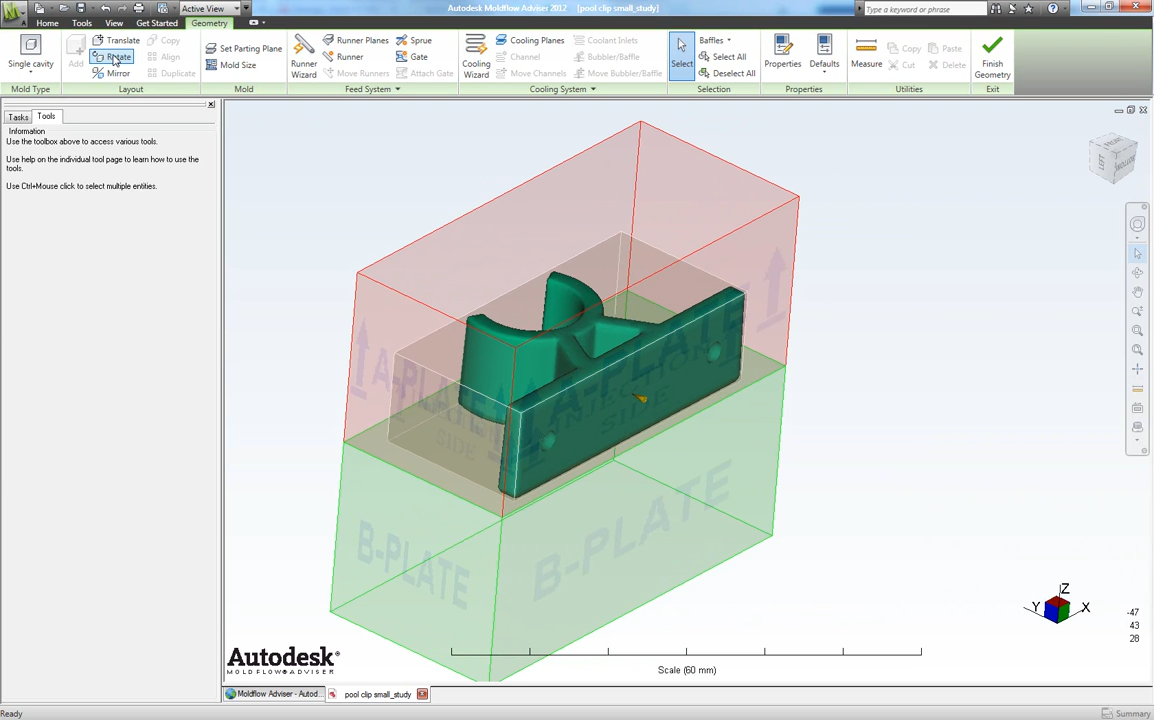 Active View
Autodesk Moldflow Adviser 2012    [pool clip small_study]
Type a keyword or phrase
Home Tools View Get Started Geometry
Single cavity
Mold Type
Add
Translate
Rotate
Mirror
Copy
Align
Duplicate
Layout
Set Parting Plane
Mold Size
Mold
Runner Wizard
Runner Planes
Runner
Move Runners
Sprue
Gate
Attach Gate
Feed System
Cooling Wizard
Cooling Planes
Channel
Move Channels
Coolant Inlets
Bubbler/Baffle
Move Bubbler/Baffle
Cooling System
Select
Baffles
Select All
Deselect All
Selection
Properties
Defaults
Properties
Measure
Copy
Cut
Paste
Delete
Utilities
Finish Geometry
Exit
Tasks Tools
Information
Use the toolbox above to access various tools.
Use help on the individual tool page to learn how to use the
tools.
Use Ctrl+Mouse click to select multiple entities.
FRONT
LEFT
BOTTOM
A-PLATE
A-PLATE
INJECTION
SIDE
SIDE
B-PLATE
B-PLATE
Z
Y
X
-47
43
28
Autodesk®
MOLDFLOW®ADVISER
Scale (60 mm)
Moldflow Adviser - Autod...
pool clip small_study
Ready
Summary